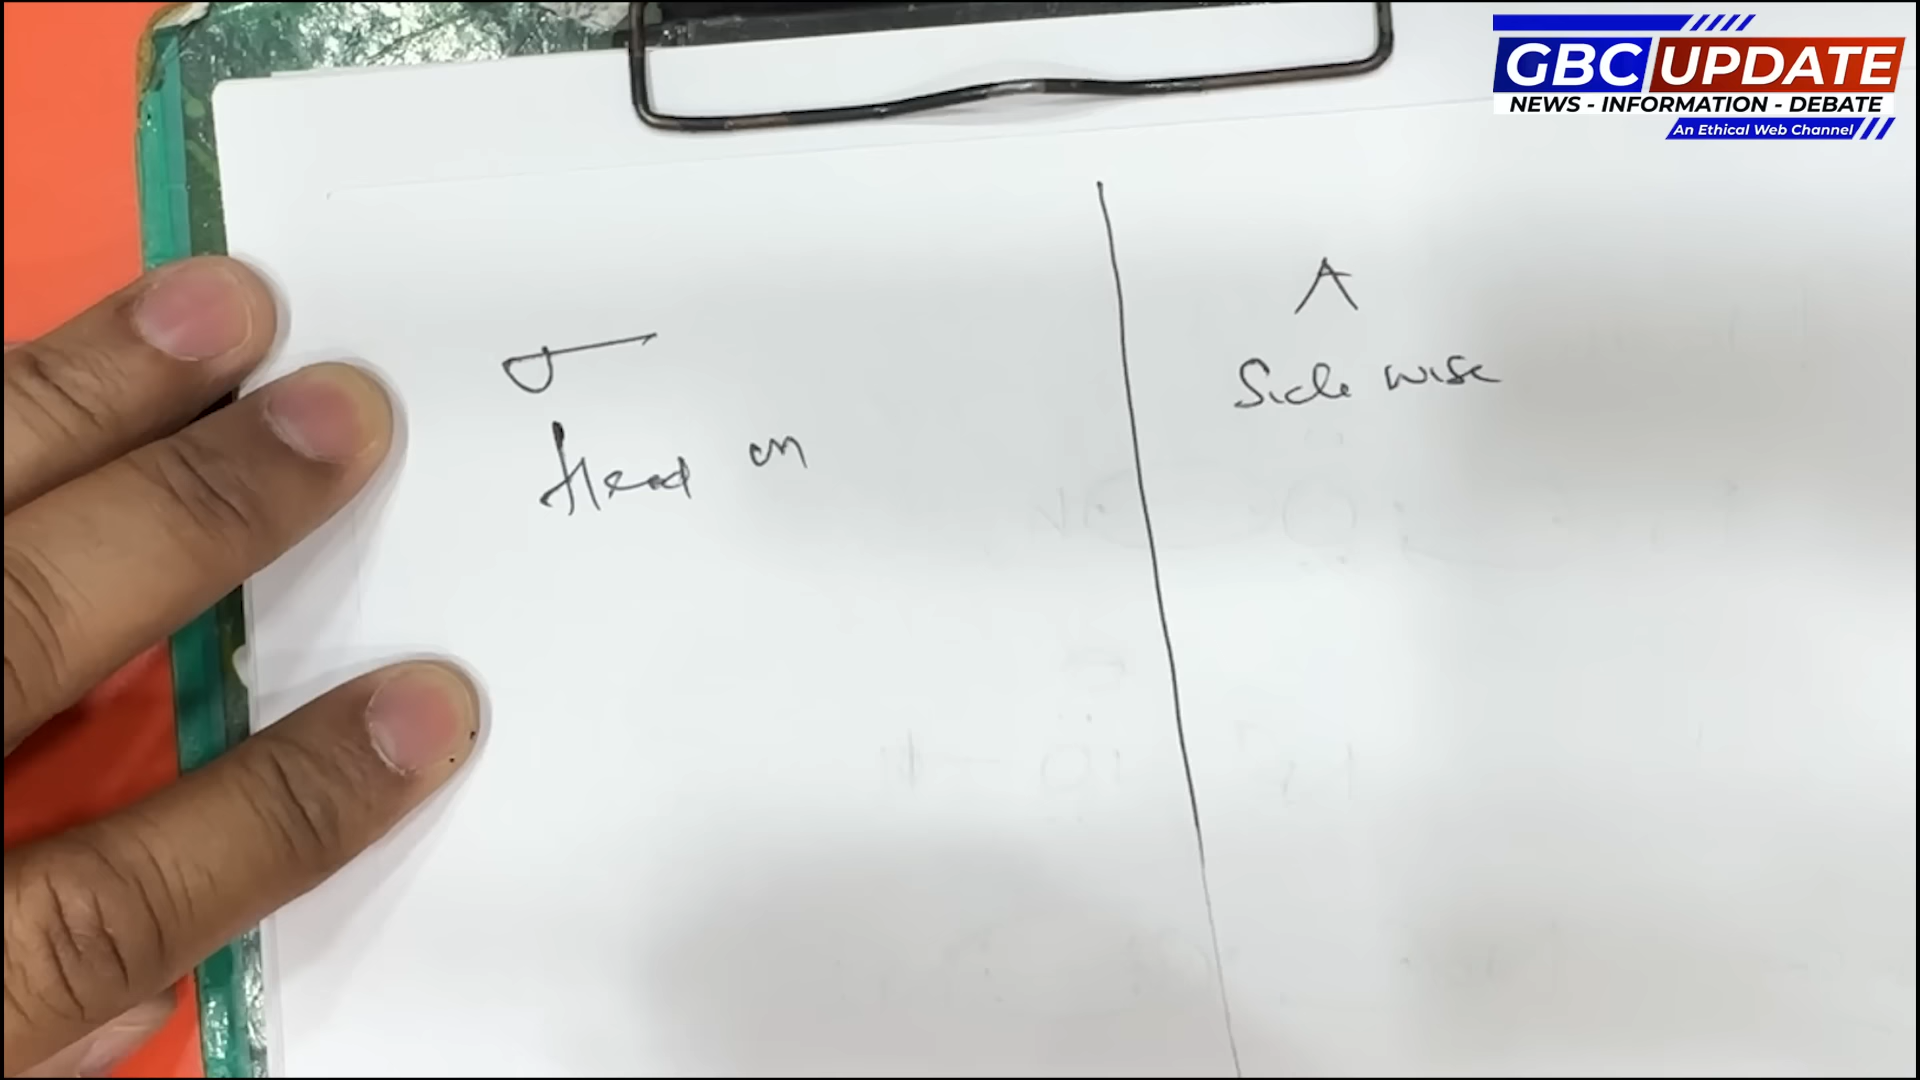 GBC UPDATE
NEWS - INFORMATION - DEBATE
An Ethical Web Channel
Head on
A
Side wise